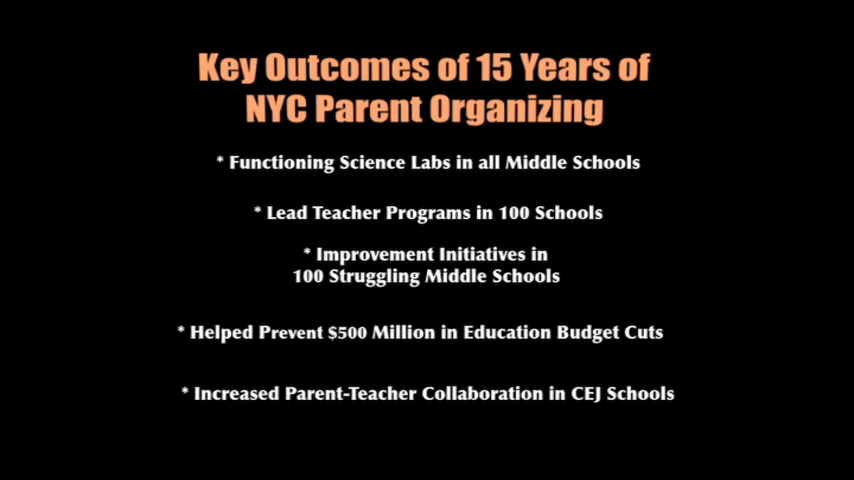 Key Outcomes of 15 Years of
NYC Parent Organizing
* Functioning Science Labs in all Middle Schools
* Lead Teacher Programs in 100 Schools
* Improvement Initiatives in
100 Struggling Middle Schools
* Helped Prevent $500 Million in Education Budget Cuts
* Increased Parent-Teacher Collaboration in CEJ Schools